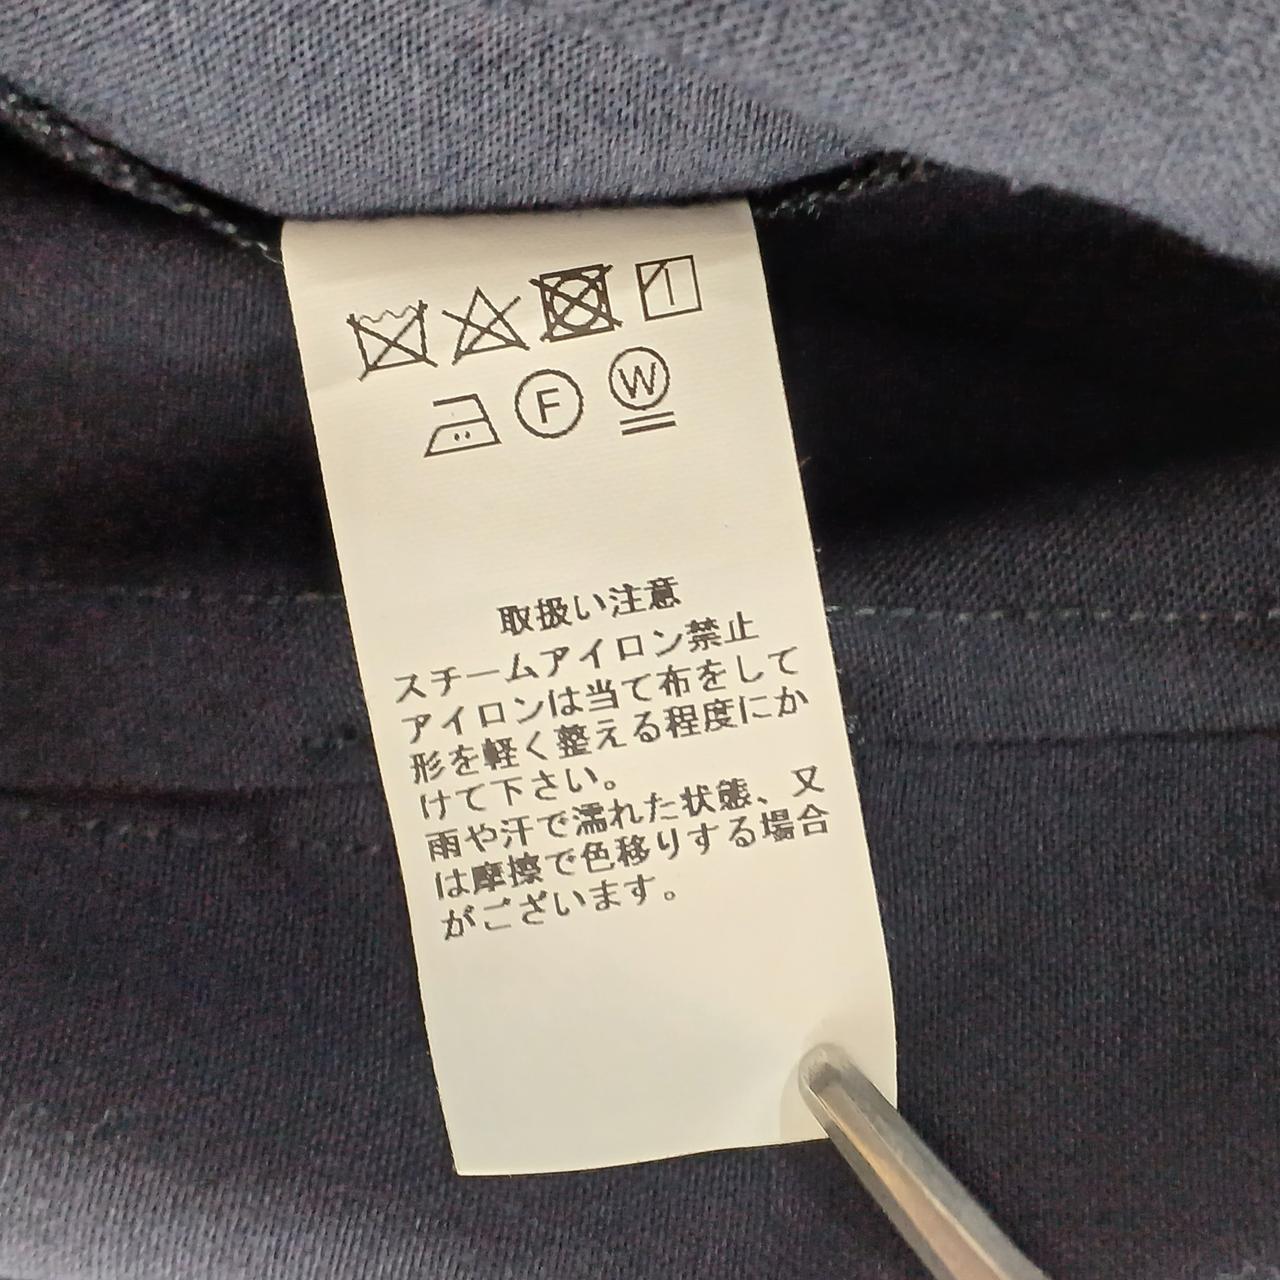 F
W
取扱い注意
スチームアイロン禁止
アイロンは当て布をして
形を軽く整える程度にか
けて下さい。
雨や汗で濡れた状態、又
は摩擦で色移りする場合
がございます。